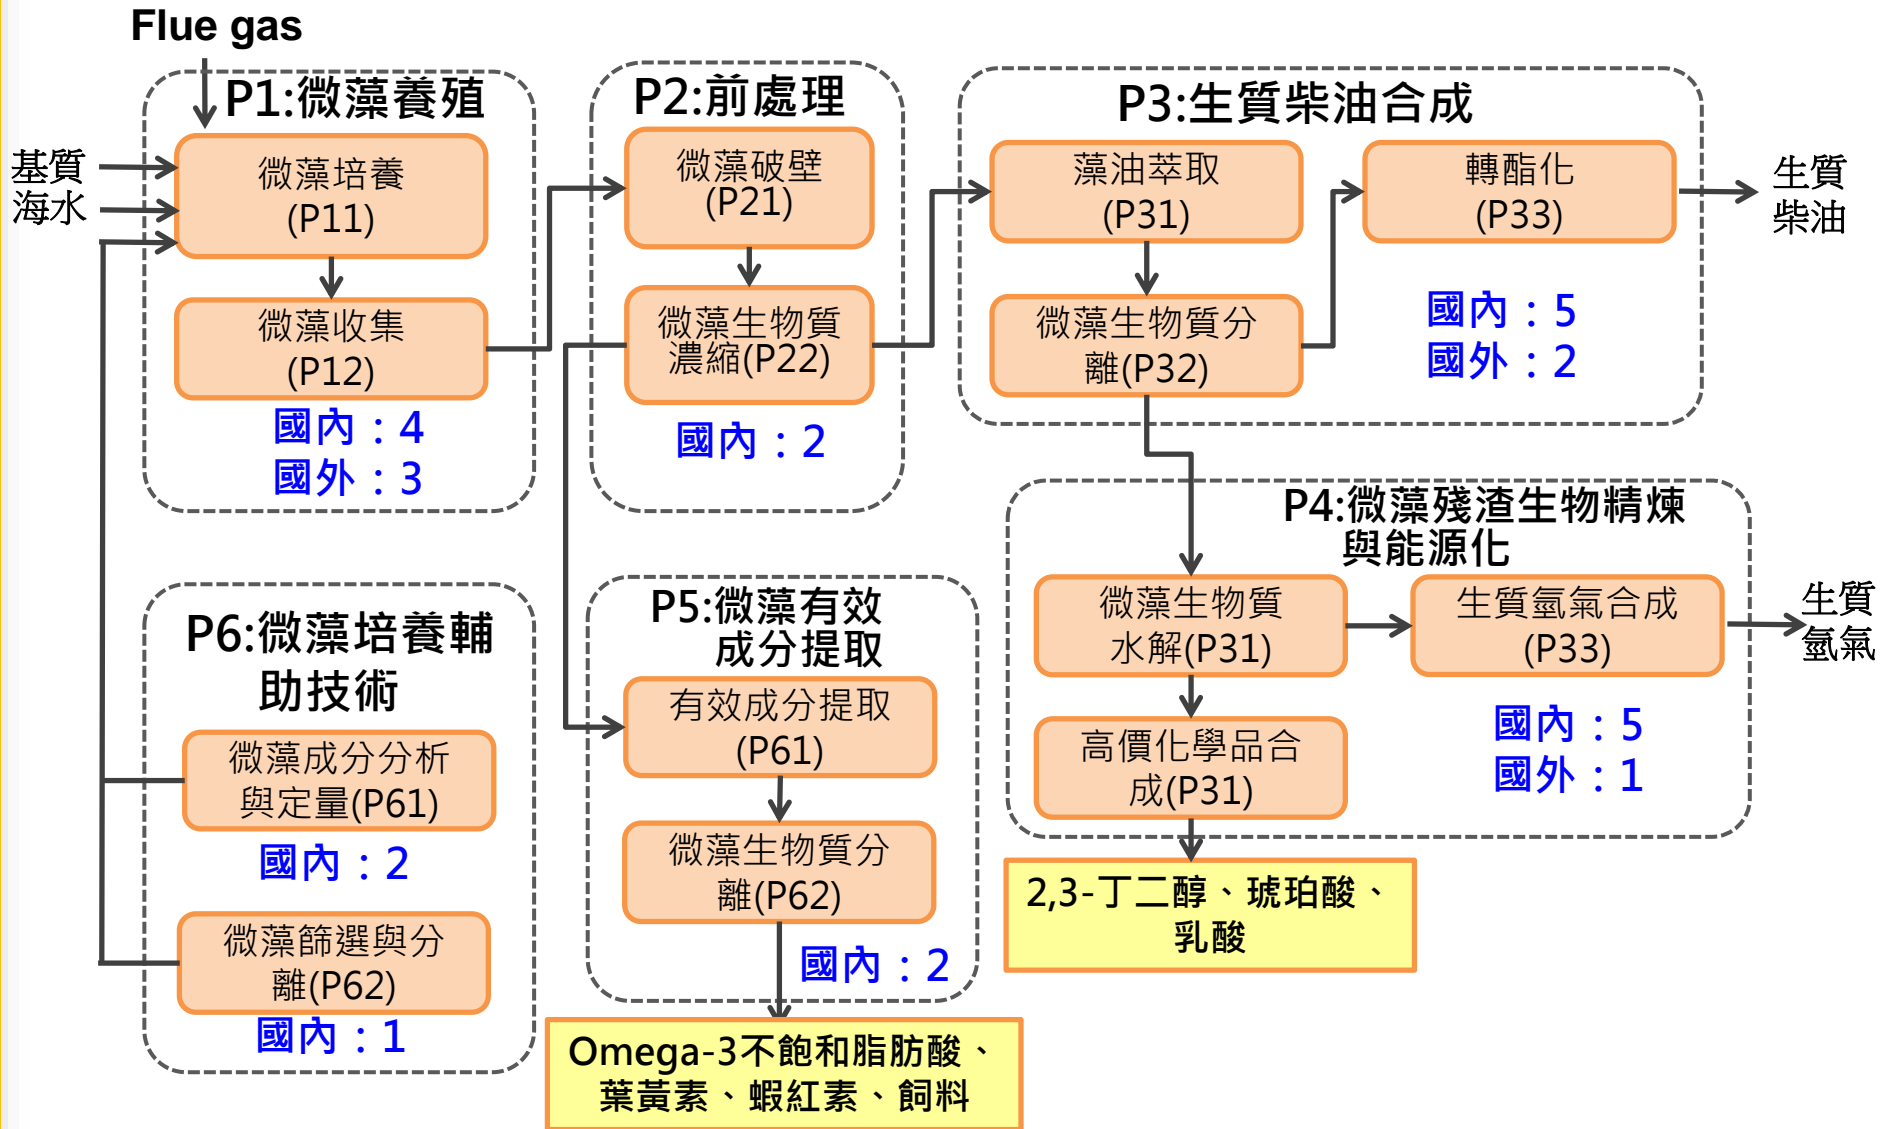 Flue gas
基質
海水
P1:微藻養殖
微藻培養
(P11)
微藻收集
(P12)
國內：4
國外：3
P2:前處理
微藻破壁
(P21)
微藻生物質
濃縮(P22)
國內：2
P3:生質柴油合成
藻油萃取
(P31)
微藻生物質分
離(P32)
轉酯化
(P33)
國內：5
國外：2
生質
柴油
P4:微藻殘渣生物精煉
與能源化
微藻生物質
水解(P31)
生質氫氣合成
(P33)
高價化學品合
成(P31)
國內：5
國外：1
生質
氫氣
2,3-丁二醇、琥珀酸、
乳酸
P5:微藻有效
成分提取
有效成分提取
(P61)
微藻生物質分
離(P62)
國內：2
Omega-3不飽和脂肪酸、
葉黃素、蝦紅素、飼料
P6:微藻培養輔
助技術
微藻成分分析
與定量(P61)
國內：2
微藻篩選與分
離(P62)
國內：1